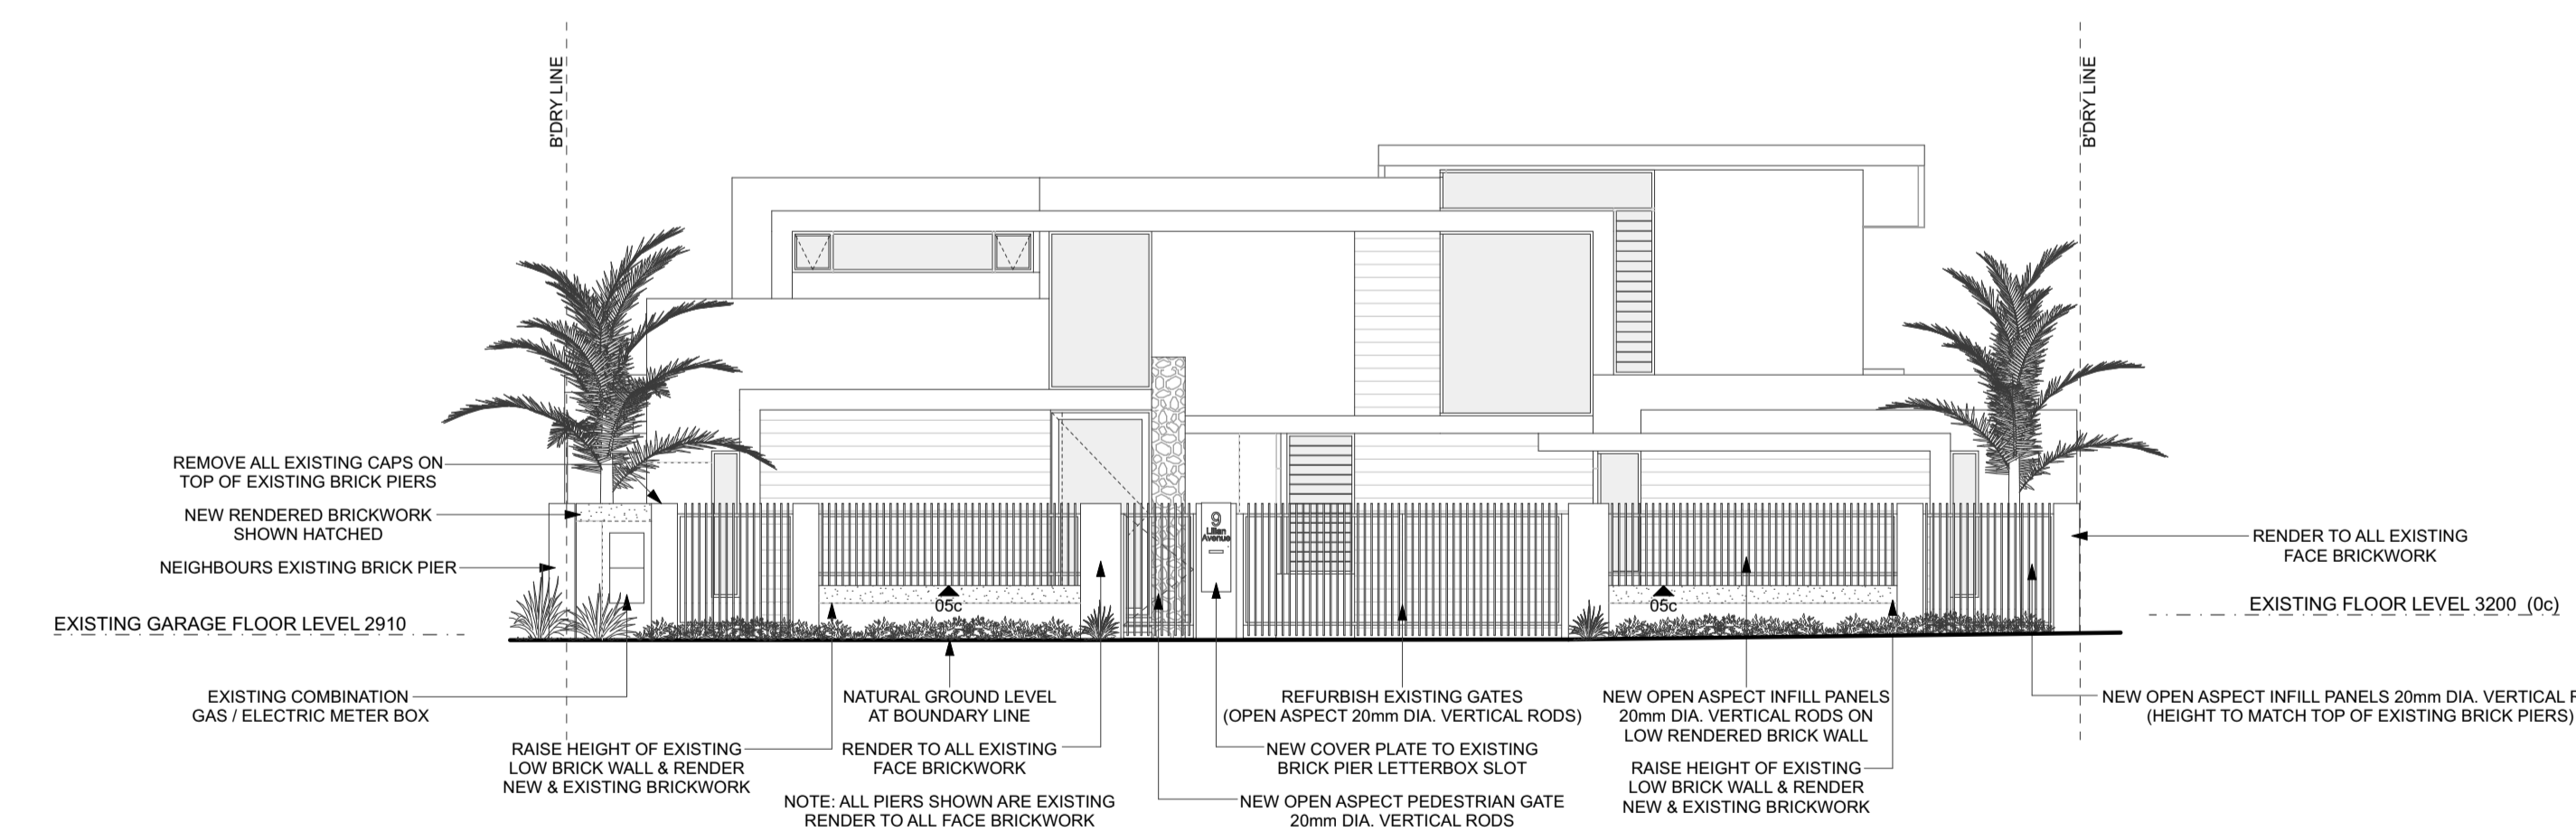 B'DRY LINE
B'DRY LINE
REMOVE ALL EXISTING CAPS ON
TOP OF EXISTING BRICK PIERS
NEW RENDERED BRICKWORK
SHOWN HATCHED
NEIGHBOURS EXISTING BRICK PIER
EXISTING GARAGE FLOOR LEVEL 2910
9
Lilian
Avenue
05c
05c
RENDER TO ALL EXISTING
FACE BRICKWORK
EXISTING FLOOR LEVEL 3200 (0c)
EXISTING COMBINATION
GAS / ELECTRIC METER BOX
RAISE HEIGHT OF EXISTING
LOW BRICK WALL & RENDER
NEW & EXISTING BRICKWORK
NATURAL GROUND LEVEL
AT BOUNDARY LINE
RENDER TO ALL EXISTING
FACE BRICKWORK
NOTE: ALL PIERS SHOWN ARE EXISTING
RENDER TO ALL FACE BRICKWORK
REFURBISH EXISTING GATES
(OPEN ASPECT 20mm DIA. VERTICAL RODS)
NEW COVER PLATE TO EXISTING
BRICK PIER LETTERBOX SLOT
NEW OPEN ASPECT PEDESTRIAN GATE
20mm DIA. VERTICAL RODS
NEW OPEN ASPECT INFILL PANELS
20mm DIA. VERTICAL RODS ON
LOW RENDERED BRICK WALL
RAISE HEIGHT OF EXISTING
LOW BRICK WALL & RENDER
NEW & EXISTING BRICKWORK
NEW OPEN ASPECT INFILL PANELS 20mm DIA. VERTICAL
(HEIGHT TO MATCH TOP OF EXISTING BRICK PIERS)